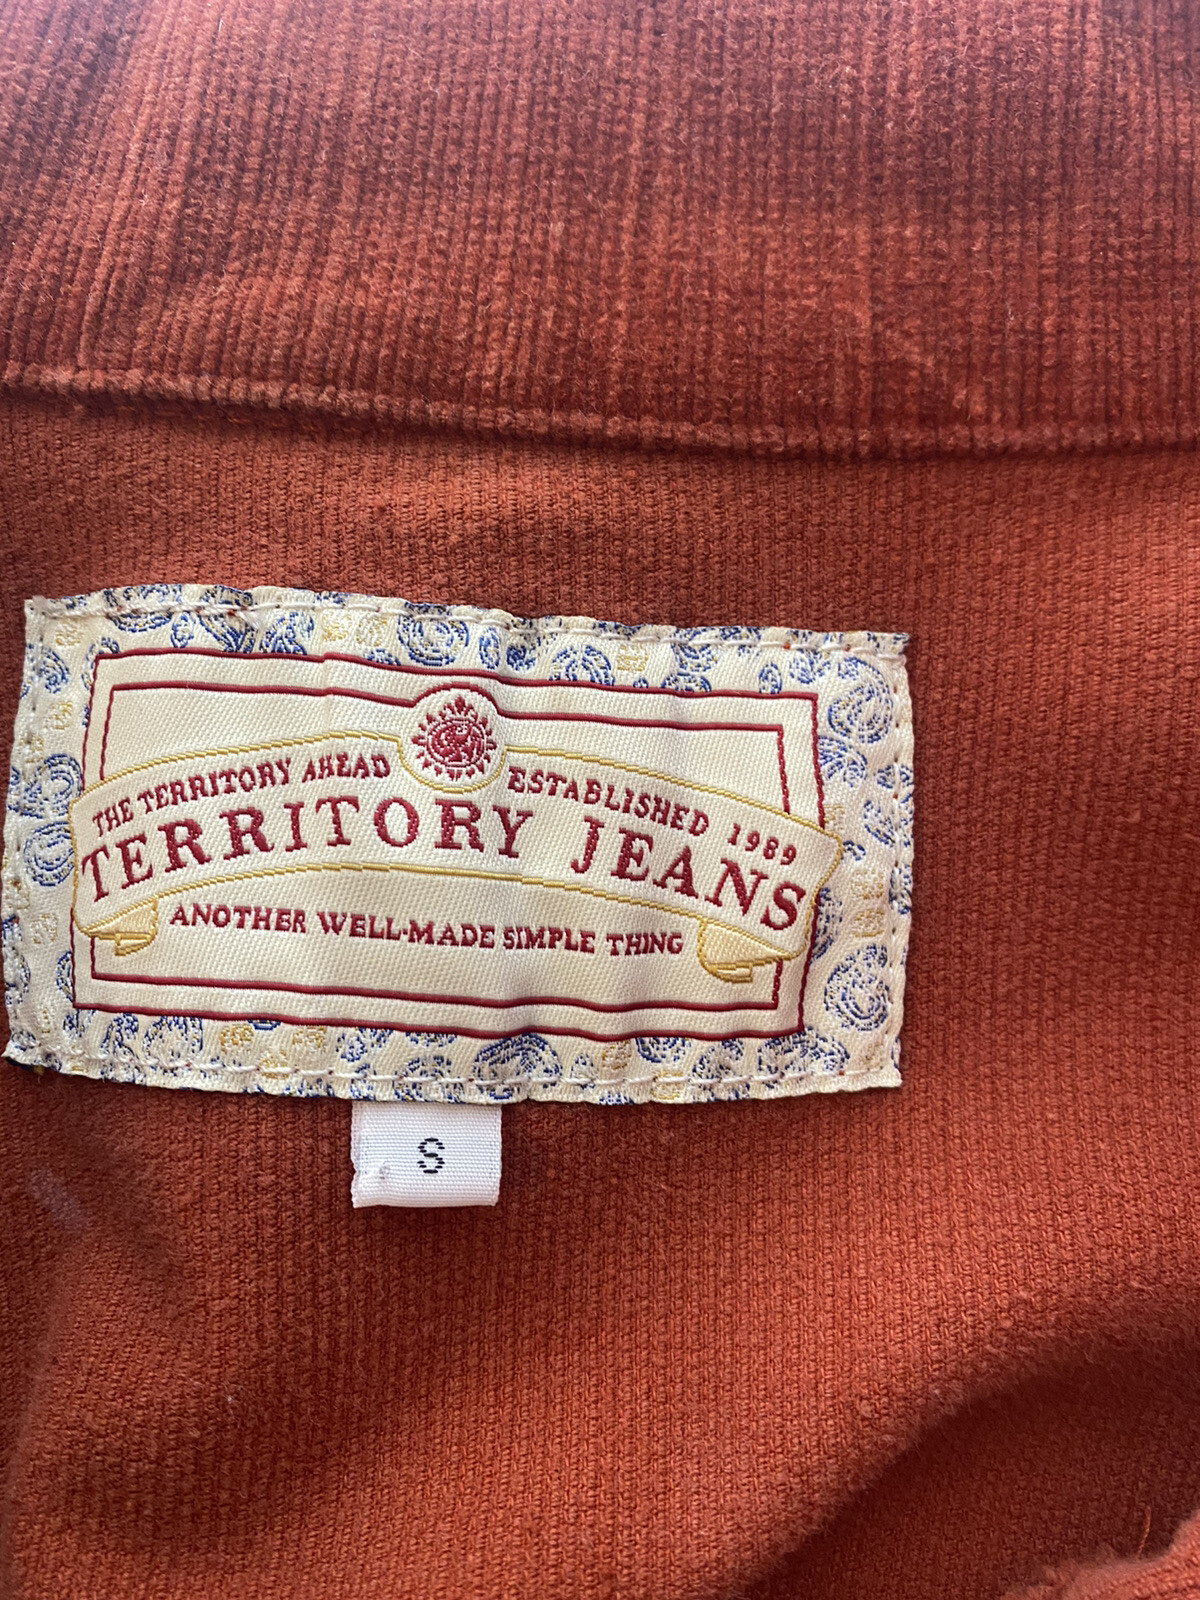 THE TERRITORY AHEAD ESTABLISHED 1989
TERRITORY JEANS
ANOTHER WELL-MADE SIMPLE THING
S